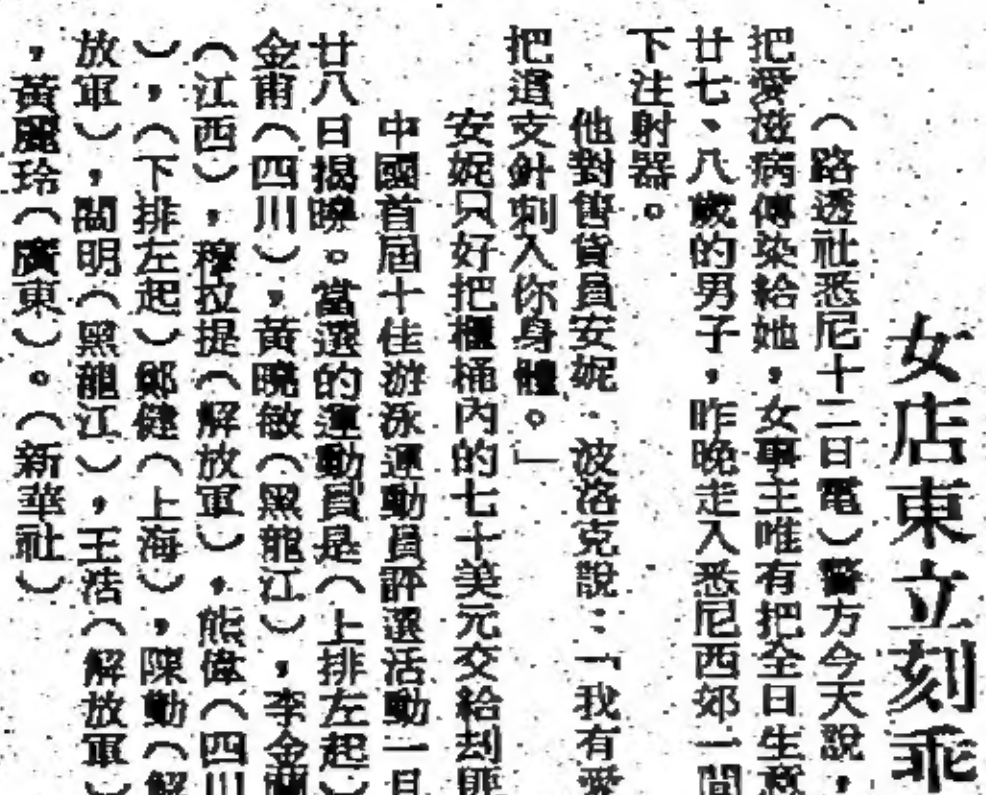 女店東立刻乖
(路透社悉尼十二日電)警方今天說,
把愛滋病傳染給她,女事主唯有把全日生意
廿七、八歲的男子,昨晚走入悉尼西郊一間
下注射器。
他對售貨員安妮.波洛克說:「我有愛
把這支針刺入你身體。」
安妮只好把櫃桶內的七十美元交給刦匪
中國首屆十佳游泳運動員評選活動一月
廿八日揭曉。當選的運動員是(上排左起)
金甫(四川),黃曉敏(黑龍江),李金蘭
(江西),穆拉提(解放軍),熊偉(四川
),(下排左起)鄭健(上海),陳勤(解
放軍),閻明(黑龍江),王浩(解放軍)
,黃麗玲(廣東)。(新華社)